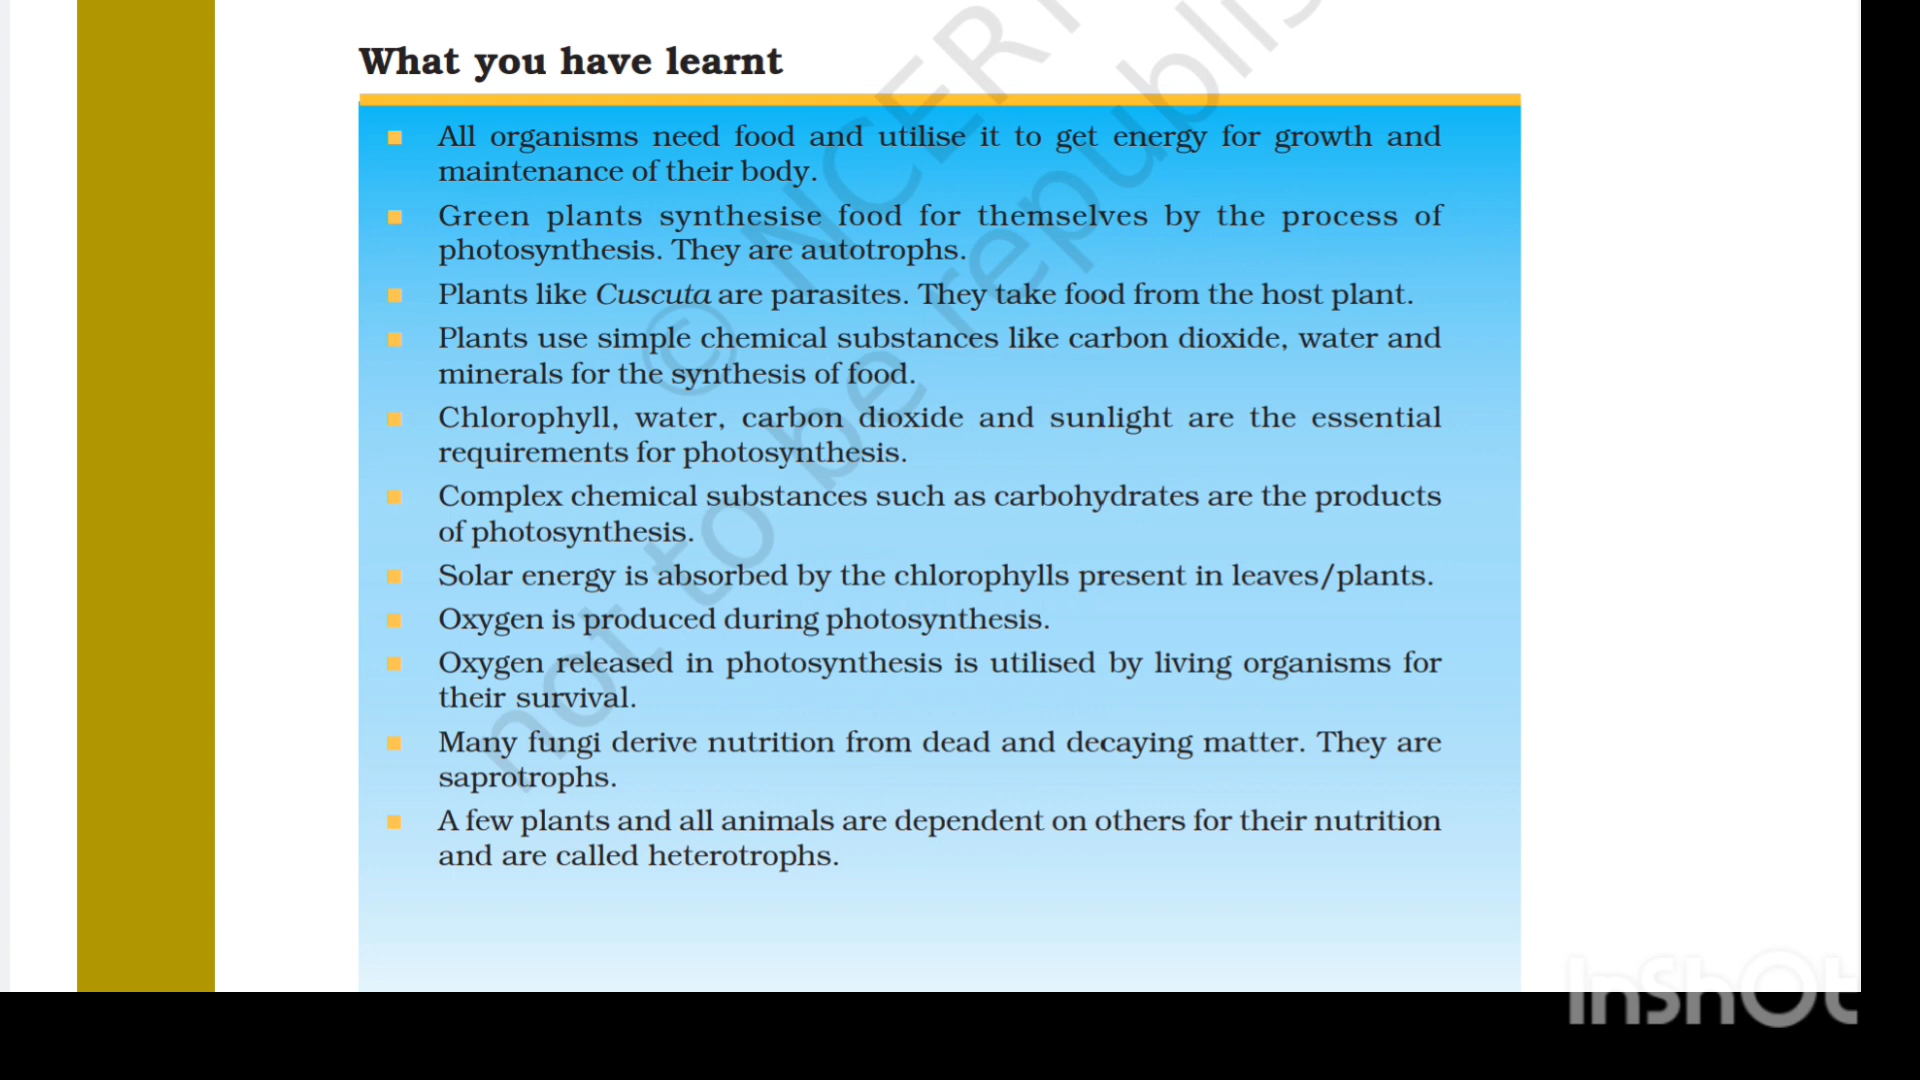 What you have learnt
All organisms need food and utilise it to get energy for growth and
maintenance of their body.
Green plants synthesise food for themselves by the process of
photosynthesis. They are autotrophs.
Plants like Cuscuta are parasites. They take food from the host plant.
Plants use simple chemical substances like carbon dioxide, water and
minerals for the synthesis of food.
Chlorophyll, water, carbon dioxide and sunlight are the essential
requirements for photosynthesis.
Complex chemical substances such as carbohydrates are the products
of photosynthesis.
Solar energy is absorbed by the chlorophylls present in leaves/plants.
Oxygen is produced during photosynthesis.
Oxygen released in photosynthesis is utilised by living organisms for
their survival.
Many fungi derive nutrition from dead and decaying matter. They are
saprotrophs.
A few plants and all animals are dependent on others for their nutrition
and are called heterotrophs.
© NCERT
not to be republis
InShOt